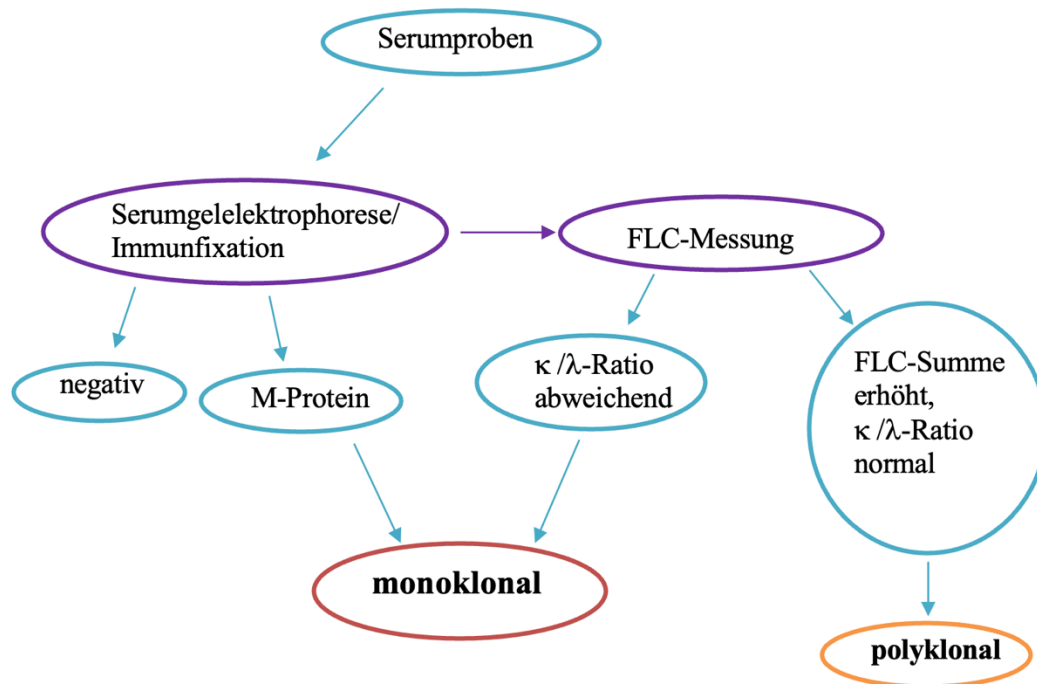 Serumproben
Serumgelelektrophorese/
Immunfixation
FLC-Messung
negativ
M-Protein
κ /λ-Ratio
abweichend
FLC-Summe
erhöht,
κ /λ-Ratio
normal
monoklonal
polyklonal